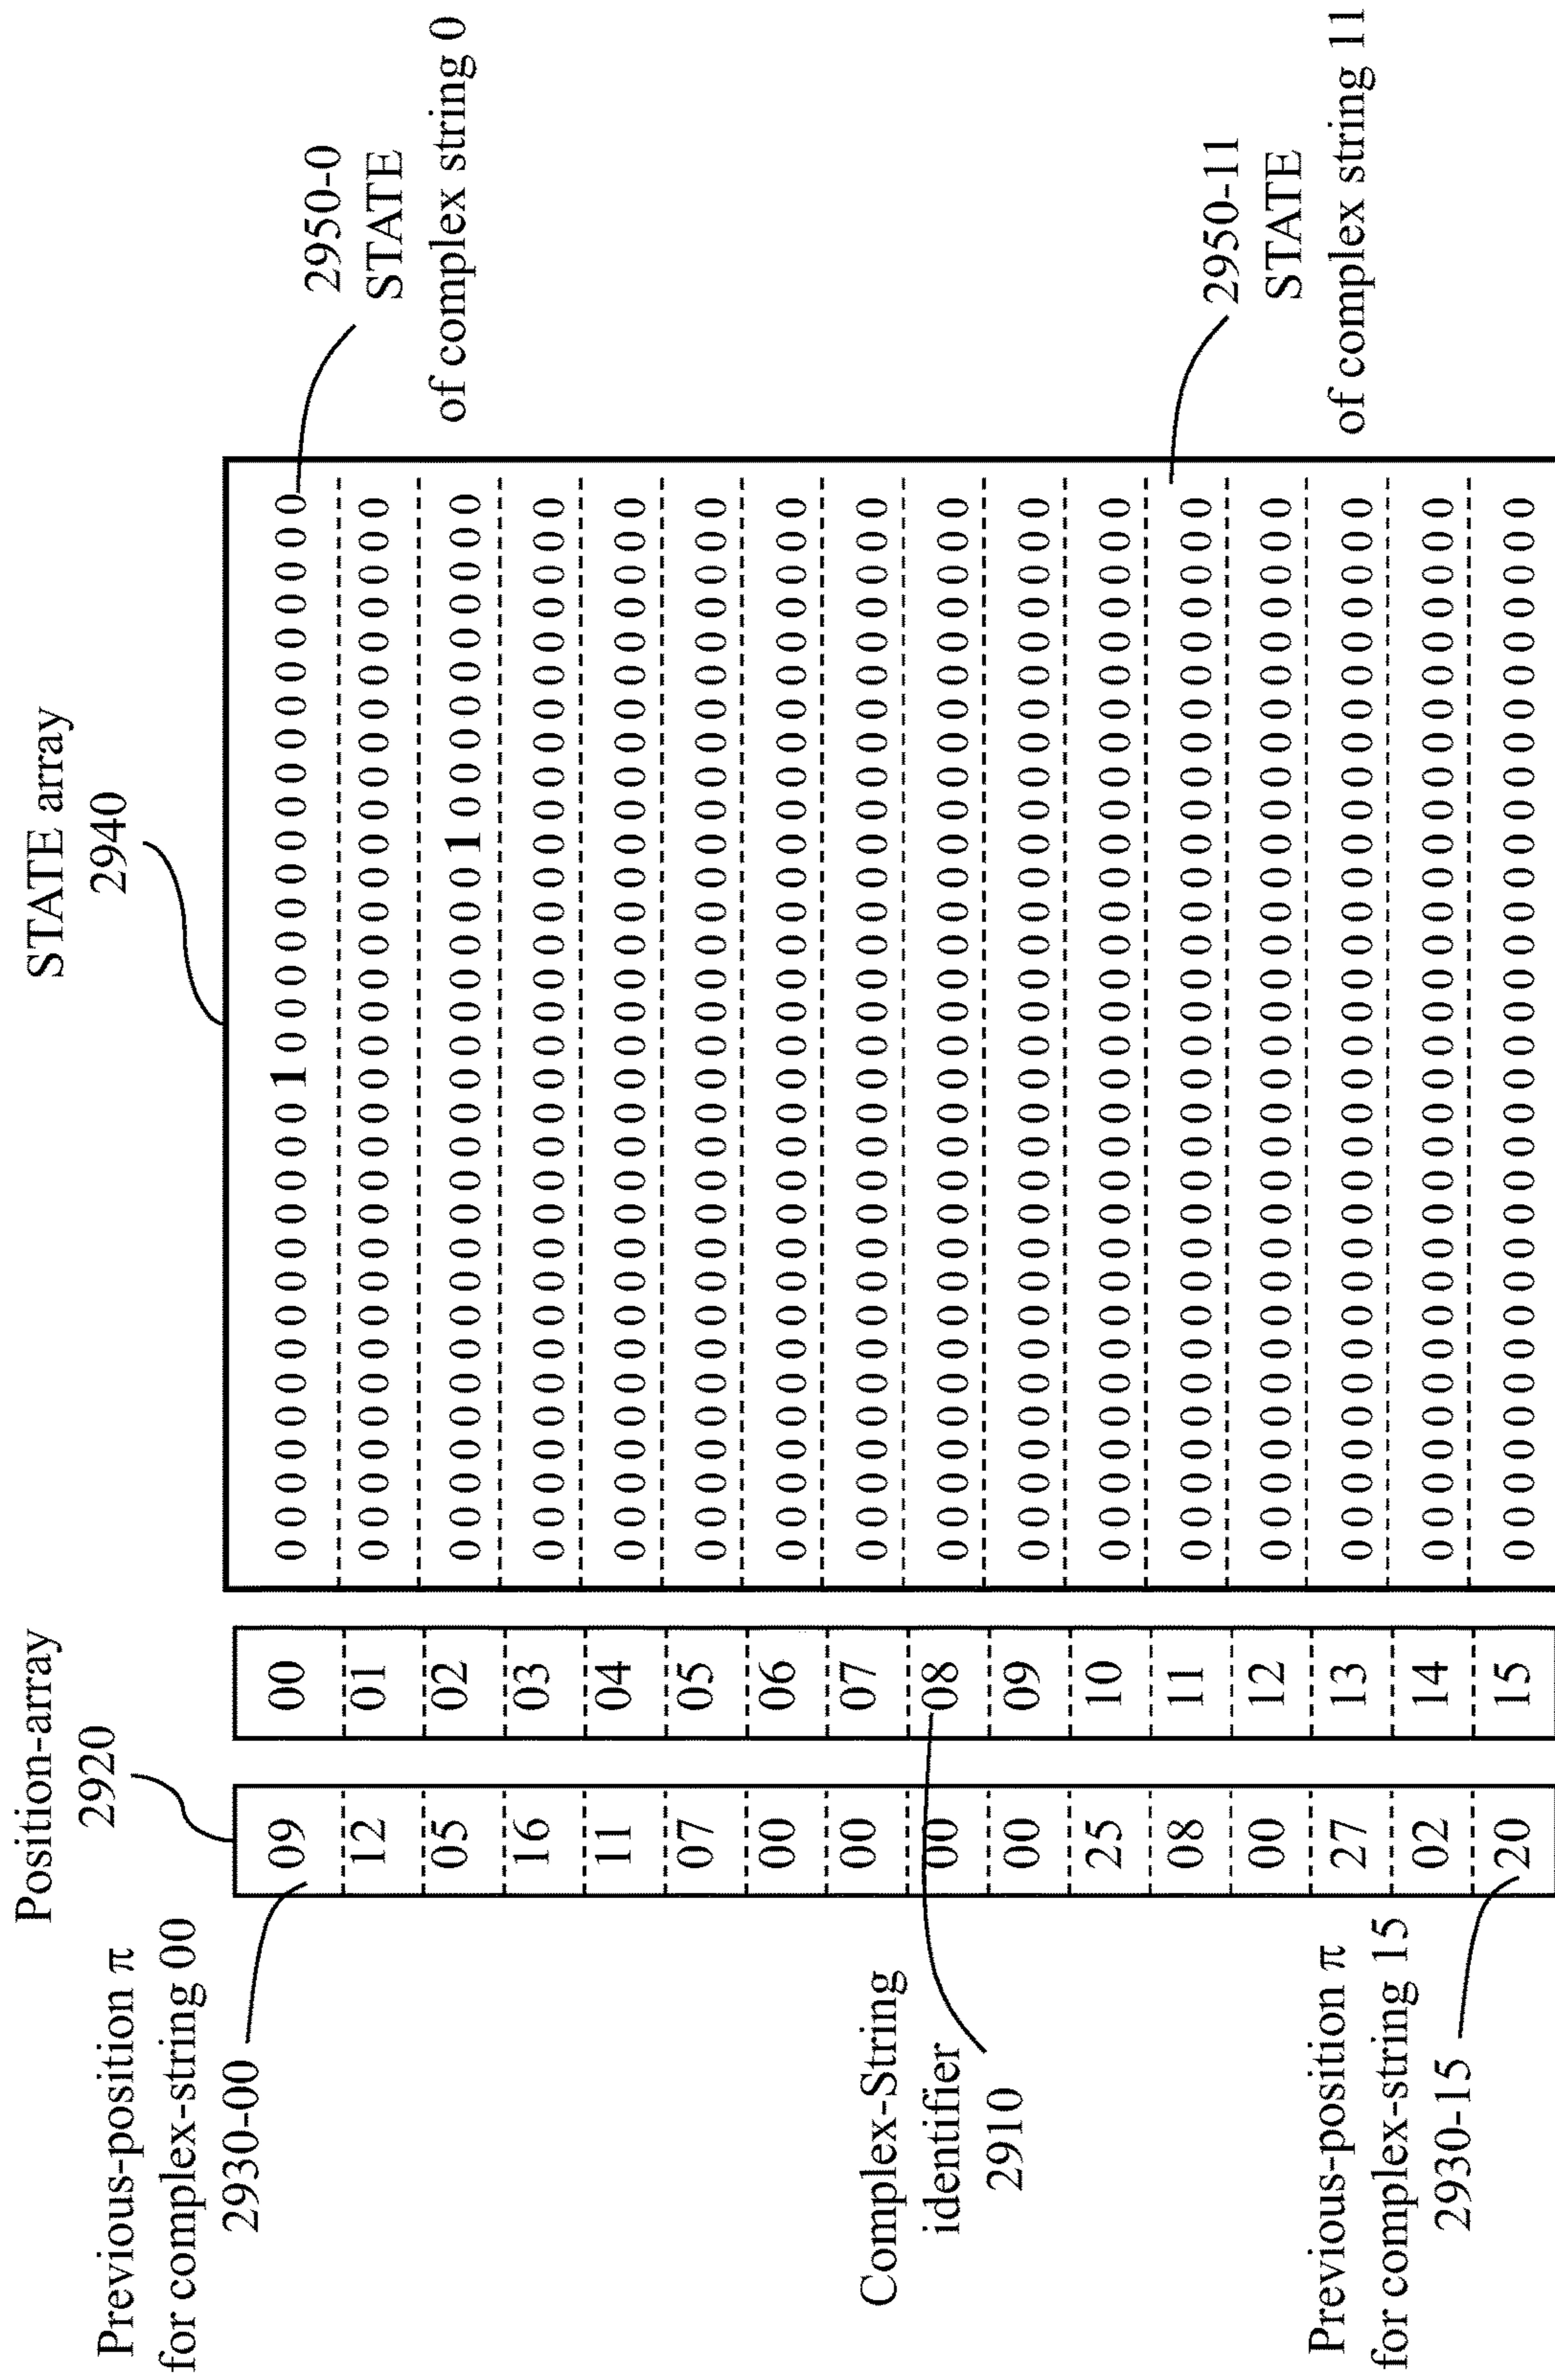 STATE array
2940
Position-array
2920
Previous-position π
for complex-string 00
2930-00
09 00 0 0 0 0 0 0 0 0 0 0 0 0 0 0 1 0 0 0 0 0 0 0 0 0 0 0 0 0 0 0 0 0
12 01 0 0 0 0 0 0 0 0 0 0 0 0 0 0 0 0 0 0 0 0 0 0 0 0 0 0 0 0 0 0 0 0
05 02 0 0 0 0 0 0 0 0 0 0 0 0 0 0 0 0 0 0 0 0 0 1 0 0 0 0 0 0 0 0 0 0
16 03 0 0 0 0 0 0 0 0 0 0 0 0 0 0 0 0 0 0 0 0 0 0 0 0 0 0 0 0 0 0 0 0
11 04 0 0 0 0 0 0 0 0 0 0 0 0 0 0 0 0 0 0 0 0 0 0 0 0 0 0 0 0 0 0 0 0
07 05 0 0 0 0 0 0 0 0 0 0 0 0 0 0 0 0 0 0 0 0 0 0 0 0 0 0 0 0 0 0 0 0
00 06 0 0 0 0 0 0 0 0 0 0 0 0 0 0 0 0 0 0 0 0 0 0 0 0 0 0 0 0 0 0 0 0
00 07 0 0 0 0 0 0 0 0 0 0 0 0 0 0 0 0 0 0 0 0 0 0 0 0 0 0 0 0 0 0 0 0
00 08 0 0 0 0 0 0 0 0 0 0 0 0 0 0 0 0 0 0 0 0 0 0 0 0 0 0 0 0 0 0 0 0
00 09 0 0 0 0 0 0 0 0 0 0 0 0 0 0 0 0 0 0 0 0 0 0 0 0 0 0 0 0 0 0 0 0
25 10 0 0 0 0 0 0 0 0 0 0 0 0 0 0 0 0 0 0 0 0 0 0 0 0 0 0 0 0 0 0 0 0
08 11 0 0 0 0 0 0 0 0 0 0 0 0 0 0 0 0 0 0 0 0 0 0 0 0 0 0 0 0 0 0 0 0
00 12 0 0 0 0 0 0 0 0 0 0 0 0 0 0 0 0 0 0 0 0 0 0 0 0 0 0 0 0 0 0 0 0
27 13 0 0 0 0 0 0 0 0 0 0 0 0 0 0 0 0 0 0 0 0 0 0 0 0 0 0 0 0 0 0 0 0
02 14 0 0 0 0 0 0 0 0 0 0 0 0 0 0 0 0 0 0 0 0 0 0 0 0 0 0 0 0 0 0 0 0
20 15 0 0 0 0 0 0 0 0 0 0 0 0 0 0 0 0 0 0 0 0 0 0 0 0 0 0 0 0 0 0 0 0
2950-0
STATE
of complex string 0
Complex-String
identifier
2910
2950-11
STATE
of complex string 11
Previous-position π
for complex-string 15
2930-15